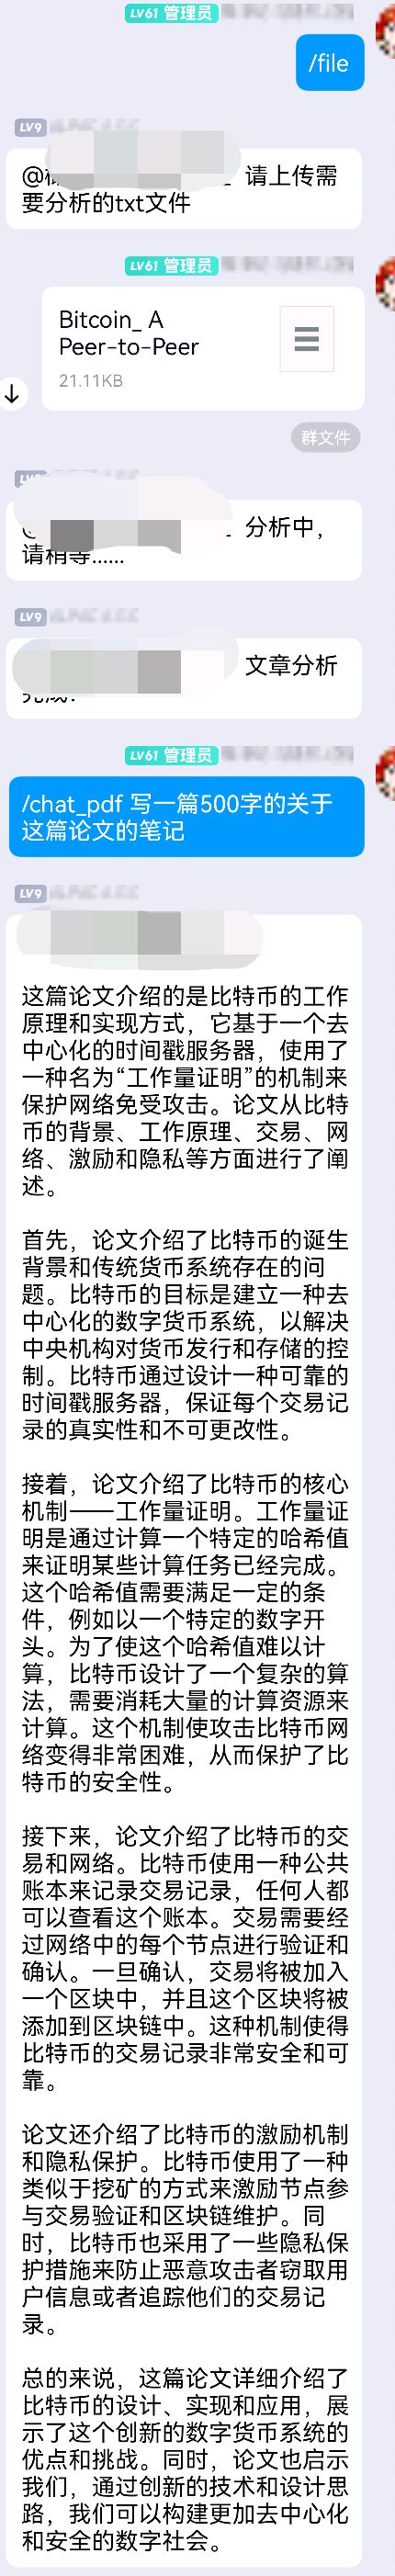 LV61 管理员
/file
LV9
@ 请上传需
要分析的txt文件
LV61 管理员
Bitcoin_ A
Peer-to-Peer
21.11KB
群文件
分析中，
请稍等......
LV9
文章分析
LV61 管理员
/chat_pdf 写一篇500字的关于
这篇论文的笔记
LV9
这篇论文介绍的是比特币的工作
原理和实现方式，它基于一个去
中心化的时间戳服务器，使用了
一种名为“工作量证明”的机制来
保护网络免受攻击。论文从比特
币的背景、工作原理、交易、网
络、激励和隐私等方面进行了阐
述。
首先，论文介绍了比特币的诞生
背景和传统货币系统存在的问
题。比特币的目标是建立一种去
中心化的数字货币系统，以解决
中央机构对货币发行和存储的控
制。比特币通过设计一种可靠的
时间戳服务器，保证每个交易记
录的真实性和不可更改性。
接着，论文介绍了比特币的核心
机制——工作量证明。工作量证
明是通过计算一个特定的哈希值
来证明某些计算任务已经完成。
这个哈希值需要满足一定的条
件，例如以一个特定的数字开
头。为了使这个哈希值难以计
算，比特币设计了一个复杂的算
法，需要消耗大量的计算资源来
计算。这个机制使攻击比特币网
络变得非常困难，从而保护了比
特币的安全性。
接下来，论文介绍了比特币的交
易和网络。比特币使用一种公共
账本来记录交易记录，任何人都
可以查看这个账本。交易需要经
过网络中的每个节点进行验证和
确认。一旦确认，交易将被加入
一个区块中，并且这个区块将被
添加到区块链中。这种机制使得
比特币的交易记录非常安全和可
靠。
论文还介绍了比特币的激励机制
和隐私保护。比特币使用了一种
类似于挖矿的方式来激励节点参
与交易验证和区块链维护。同
时，比特币也采用了一些隐私保
护措施来防止恶意攻击者窃取用
户信息或者追踪他们的交易记
录。
总的来说，这篇论文详细介绍了
比特币的设计、实现和应用，展
示了这个创新的数字货币系统的
优点和挑战。同时，论文也启示
我们，通过创新的技术和设计思
路，我们可以构建更加去中心化
和安全的数字社会。